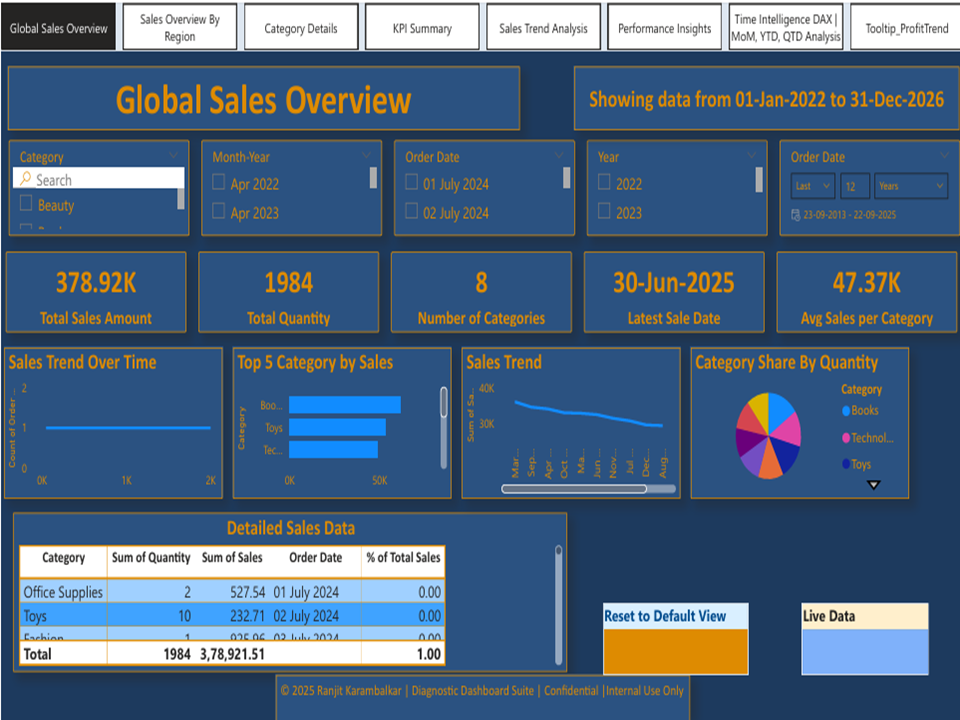 Global Sales Overview
Sales Overview By
Region
Category Details
KPI Summary
Sales Trend Analysis
Performance Insights
Time Intelligence DAX |
MoM, YTD, QTD Analysis
Tooltip_ProfitTrend
Global Sales Overview
Showing data from 01-Jan-2022 to 31-Dec-2026
Category
Search
Beauty
Month-Year
Apr 2022
Apr 2023
Order Date
01 July 2024
02 July 2024
Year
2022
2023
Order Date
Last 12 Years
23-09-2013 - 22-09-2025
378.92K
Total Sales Amount
1984
Total Quantity
8
Number of Categories
30-Jun-2025
Latest Sale Date
47.37K
Avg Sales per Category
Sales Trend Over Time
Count of Order ...
2
1
0
0K 1K 2K
Top 5 Category by Sales
Category
Boo...
Toys
Tec...
0K 50K
Sales Trend
Sum of Sa...
40K
30K
Mar... Sep... Apr ... Oct ... Ma... Jun ... Nov... Jul ... Dec... Aug...
Category Share By Quantity
Category
Books
Technol...
Toys
Detailed Sales Data
Category Sum of Quantity Sum of Sales Order Date % of Total Sales
Office Supplies 2 527.54 01 July 2024 0.00
Toys 10 232.71 02 July 2024 0.00
Fashion 1 925.96 03 July 2024 0.00
Total 1984 3,78,921.51 1.00
Reset to Default View
Live Data
© 2025 Ranjit Karambalkar | Diagnostic Dashboard Suite | Confidential |Internal Use Only